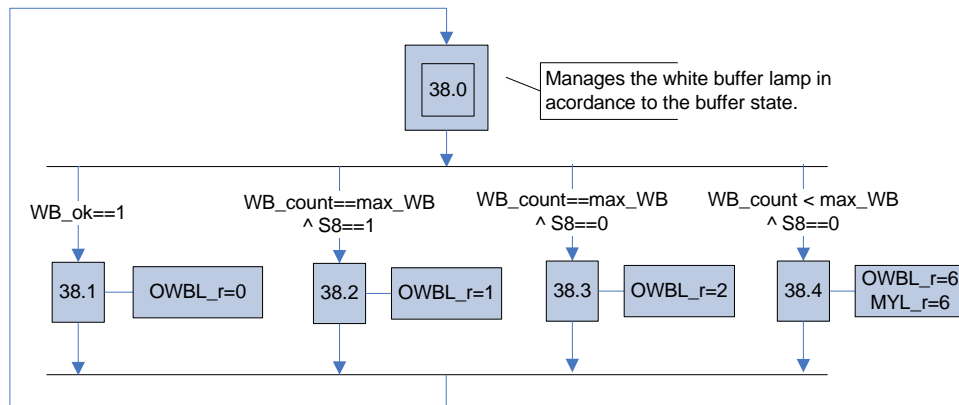 38.0
Manages the white buffer lamp in
acordance to the buffer state.
WB_ok==1
WB_count==max_WB
^ S8==1
WB_count==max_WB
^ S8==0
WB_count < max_WB
^ S8==0
38.1
OWBL_r=0
38.2
OWBL_r=1
38.3
OWBL_r=2
38.4
OWBL_r=6
MYL_r=6